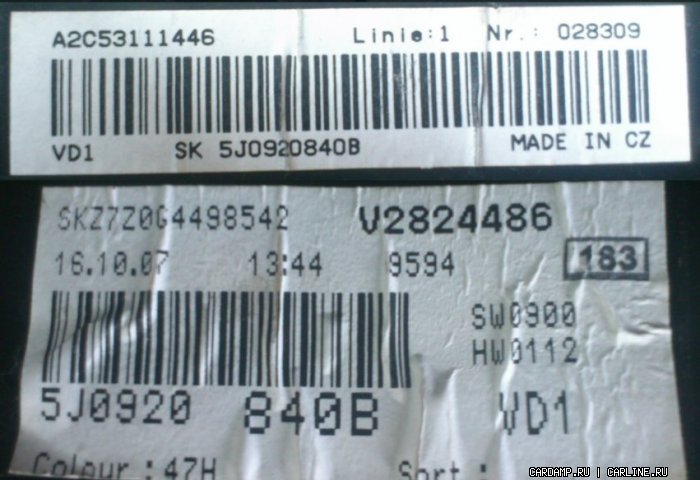 A2C53111446 Linie:1 Nr.: 028309
VD1 SK 5J0920840B MADE IN CZ
SKZ7Z0G4498542 V2824486
16.10.07 13:44 9594 183
SW0900
HW0112
5J0920 840B VD1
Colour : 47H Sort :
CARDAMP.RU | CARLINE.RU